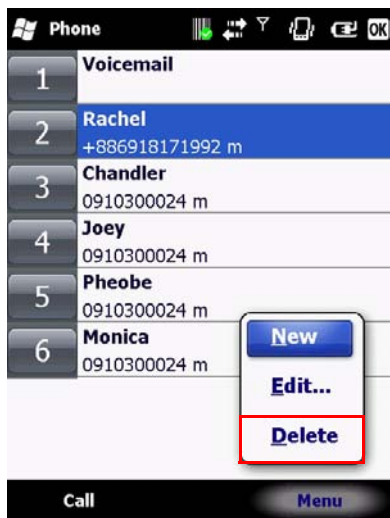 Phone
OK
1
Voicemail
2
Rachel
+886918171992 m
3
Chandler
0910300024 m
4
Joey
0910300024 m
5
Pheobe
0910300024 m
6
Monica
0910300024 m
New
Edit...
Delete
Call
Menu